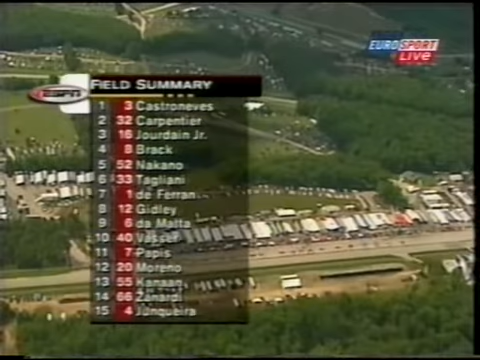 EUROSPORT
Live
ESPN
FIELD SUMMARY
1 3 Castroneves
2 32 Carpentier
3 16 Jourdain Jr.
4 8 Brack
5 52 Nakano
6 33 Tagliani
7 1 de Ferran
8 12 Gidley
9 6 da Matta
10 40 Vasser
11 7 Papis
12 20 Moreno
13 55 Kanaan
14 66 Zanardi
15 4 Junqueira